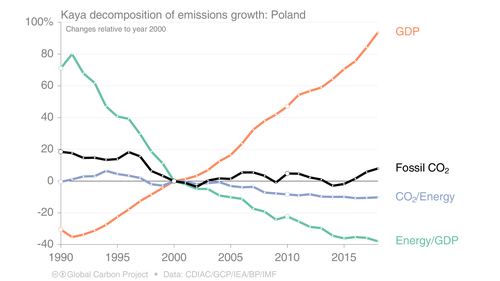 Kaya decomposition of emissions growth: Poland
Changes relative to year 2000
100%
80
60
40
20
0
-20
-40
1990
1995
2000
2005
2010
2015
GDP
Fossil CO₂
CO₂/Energy
Energy/GDP
Global Carbon Project • Data: CDIAC/GCP/IEA/BP/IMF